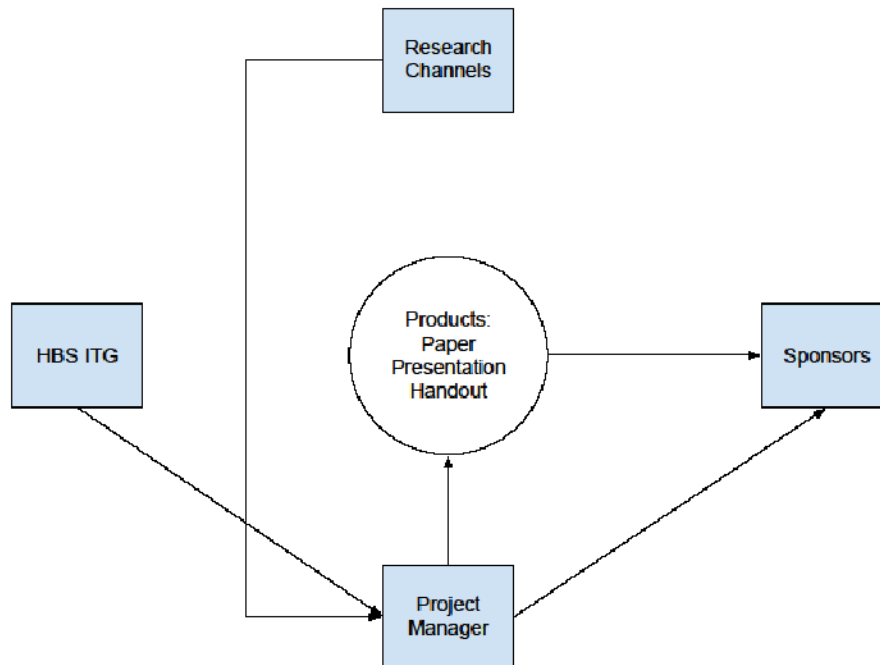 Research
Channels
HBS ITG
Products:
Paper
Presentation
Handout
Sponsors
Project
Manager